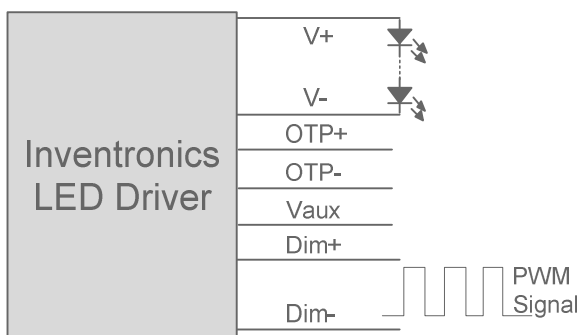 V+
V-
OTP+
Inventronics
LED Driver
OTP-
Vaux
Dim+
PWM
Signal
Dim-